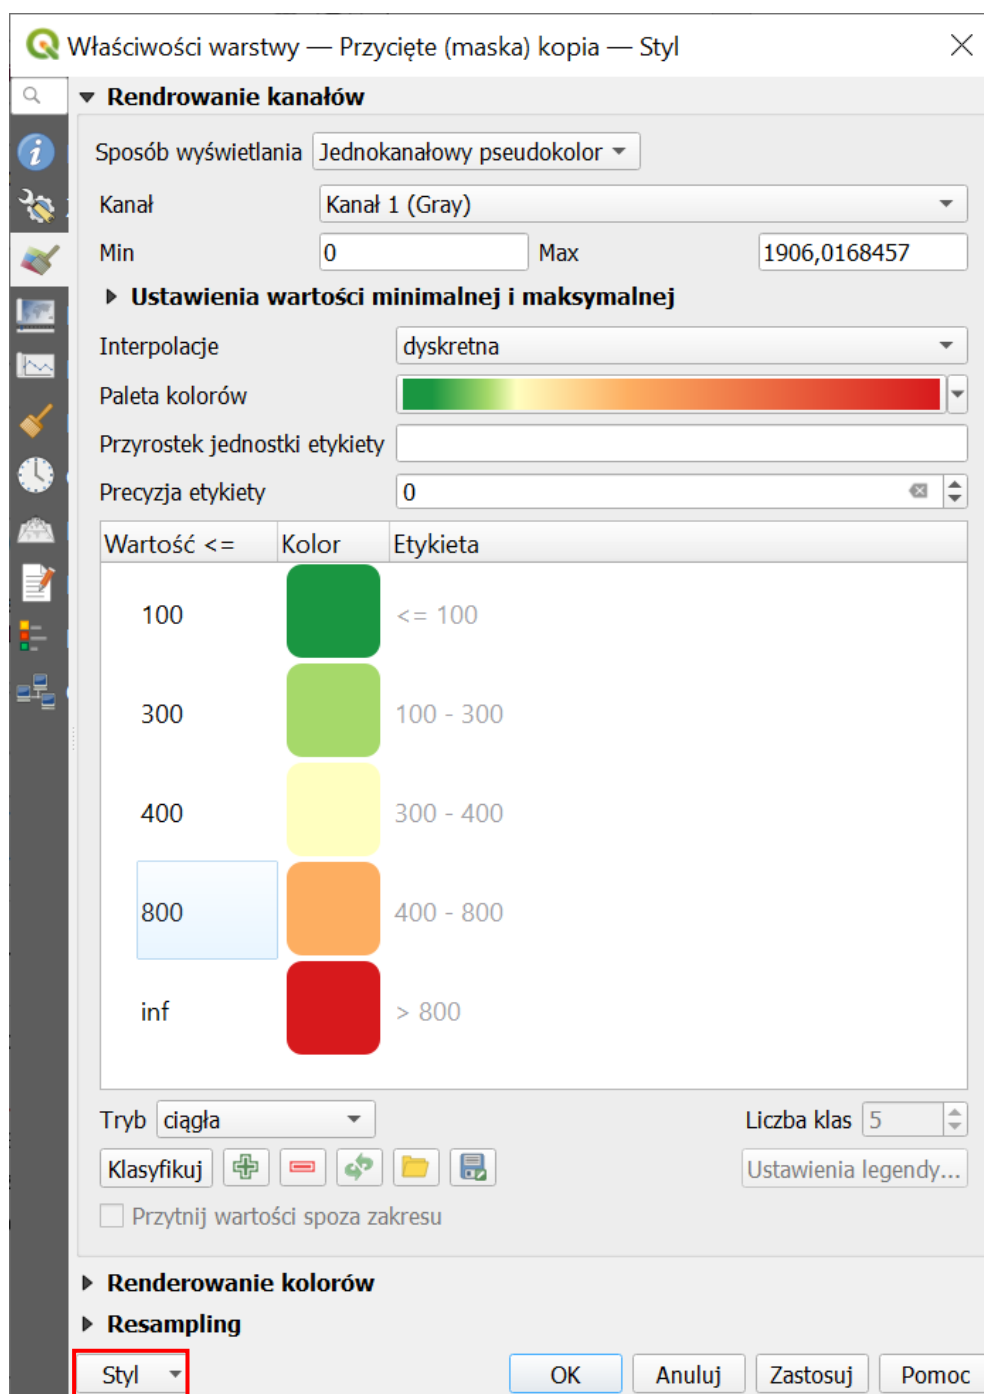 Właściwości warstwy — Przycięte (maska) kopia — Styl
Rendrowanie kanałów
Sposób wyświetlania Jednokanałowy pseudokolor
Kanał Kanał 1 (Gray)
Min 0 Max 1906,0168457
Ustawienia wartości minimalnej i maksymalnej
Interpolacje dyskretna
Paleta kolorów
Przyrostek jednostki etykiety
Precyzja etykiety 0
Wartość <= Kolor Etykieta
100 <= 100
300 100 - 300
400 300 - 400
800 400 - 800
inf > 800
Tryb ciągła Liczba klas 5
Klasyfikuj Ustawienia legendy...
Przytnij wartości spoza zakresu
Renderowanie kolorów
Resampling
Styl OK Anuluj Zastosuj Pomoc